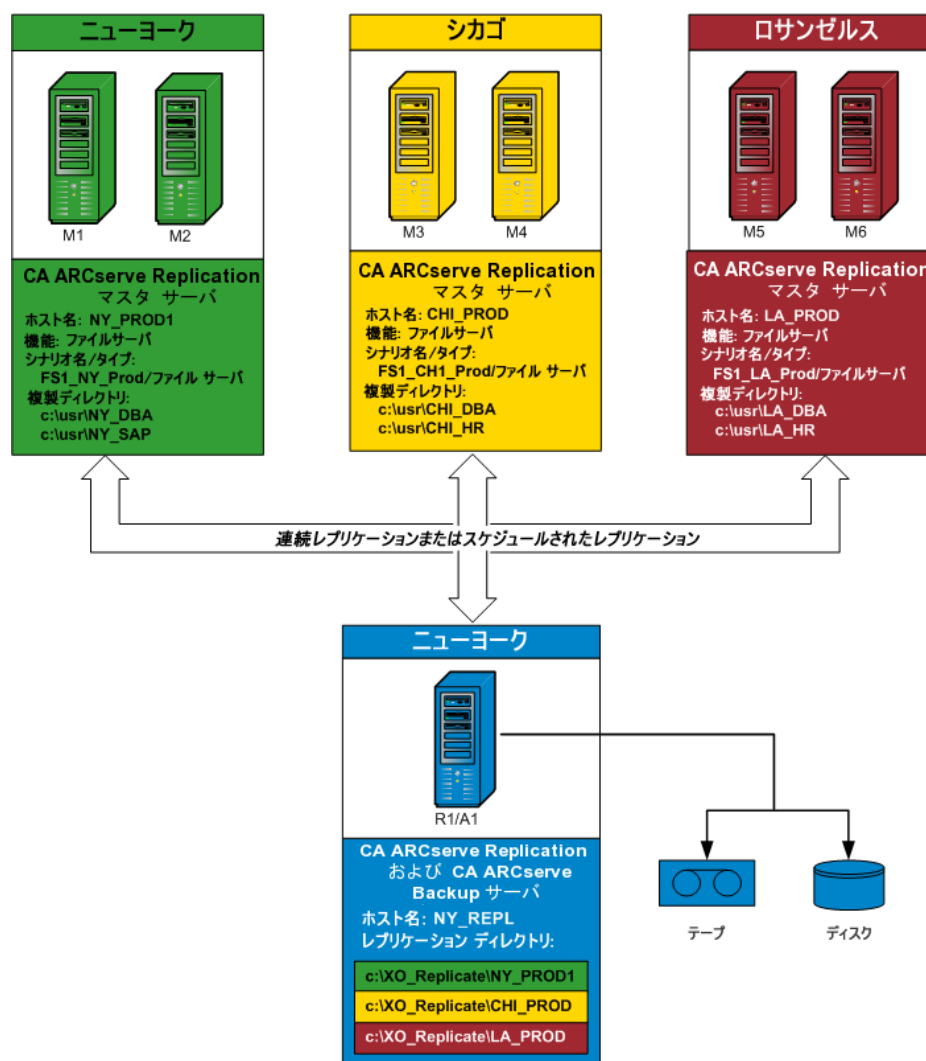 ニューヨーク
M1
M2
CA ARCserve Replication
マスタ サーバ
ホスト名: NY_PROD1
機能: ファイルサーバ
シナリオ名/タイプ:
FS1_NY_Prod/ファイル サーバ
複製ディレクトリ:
c:\usr\NY_DBA
c:\usr\NY_SAP
シカゴ
M3
M4
CA ARCserve Replication
マスタ サーバ
ホスト名: CHI_PROD
機能: ファイルサーバ
シナリオ名/タイプ:
FS1_CH1_Prod/ファイル サーバ
複製ディレクトリ:
c:\usr\CHI_DBA
c:\usr\CHI_HR
ロサンゼルス
M5
M6
CA ARCserve Replication
マスタ サーバ
ホスト名: LA_PROD
機能: ファイルサーバ
シナリオ名/タイプ:
FS1_LA_Prod/ファイルサーバ
複製ディレクトリ:
c:\usr\LA_DBA
c:\usr\LA_HR
連続レプリケーションまたはスケジュールされたレプリケーション
ニューヨーク
R1/A1
CA ARCserve Replication
および CA ARCserve
Backup サーバ
ホスト名: NY_REPL
レプリケーション ディレクトリ:
c:\XO_Replicate\NY_PROD1
c:\XO_Replicate\CHI_PROD
c:\XO_Replicate\LA_PROD
テープ
ディスク